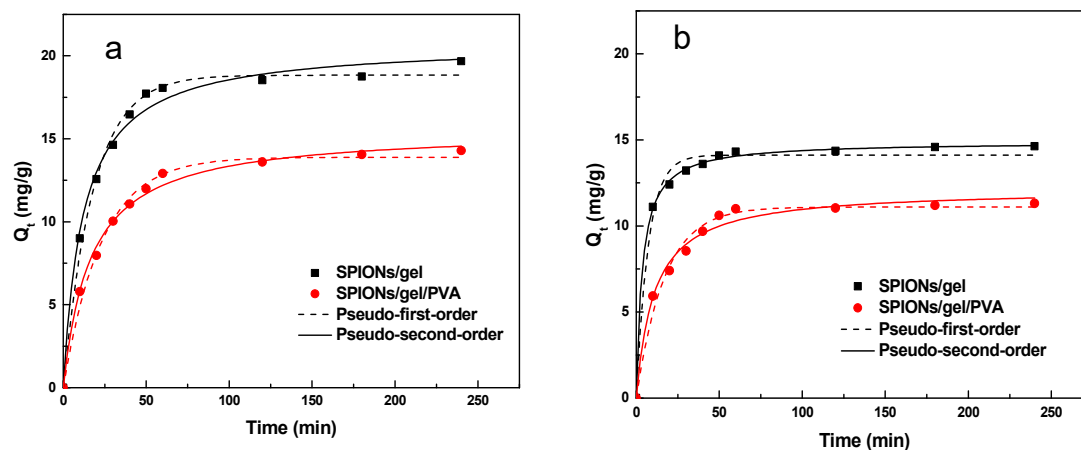 a
Q_t (mg/g)
20
15
10
5
0
SPIONs/gel
SPIONs/gel/PVA
Pseudo-first-order
Pseudo-second-order
0 50 100 150 200 250
Time (min)
b
Q_t (mg/g)
20
15
10
5
0
SPIONs/gel
SPIONs/gel/PVA
Pseudo-first-order
Pseudo-second-order
0 50 100 150 200 250
Time (min)